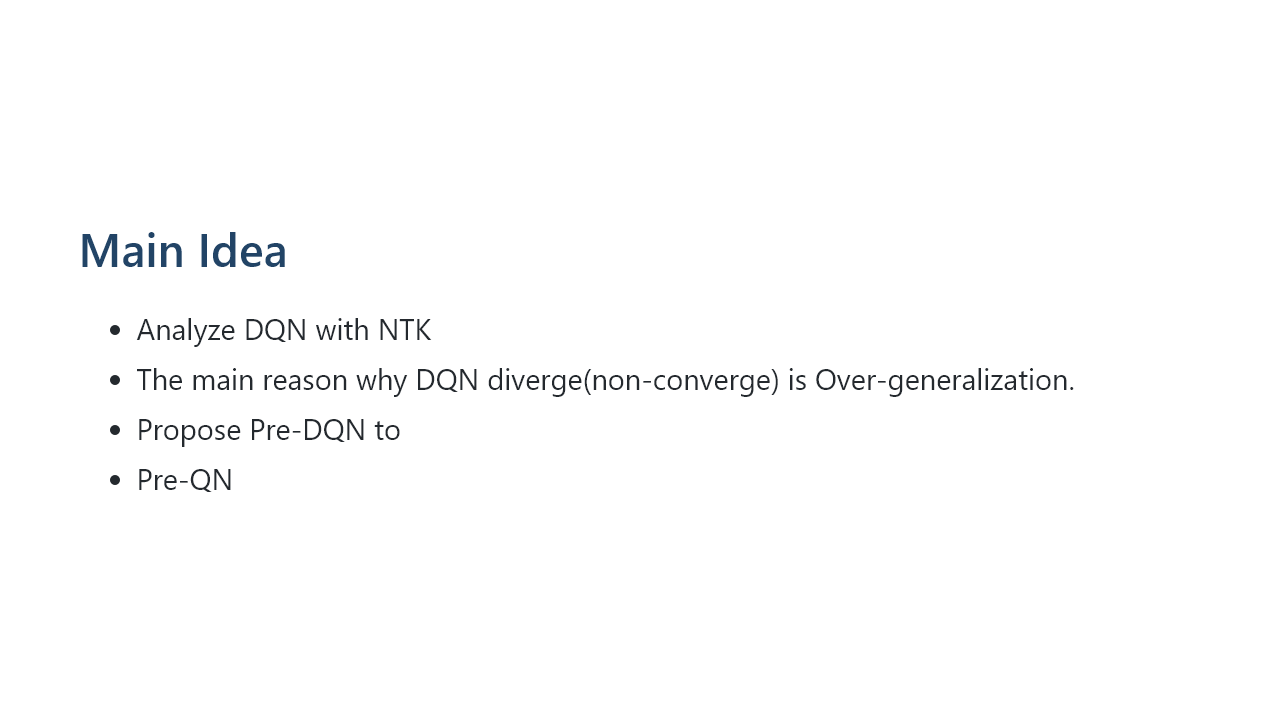 Main Idea
Analyze DQN with NTK
The main reason why DQN diverge(non-converge) is Over-generalization.
Propose Pre-DQN to
Pre-QN